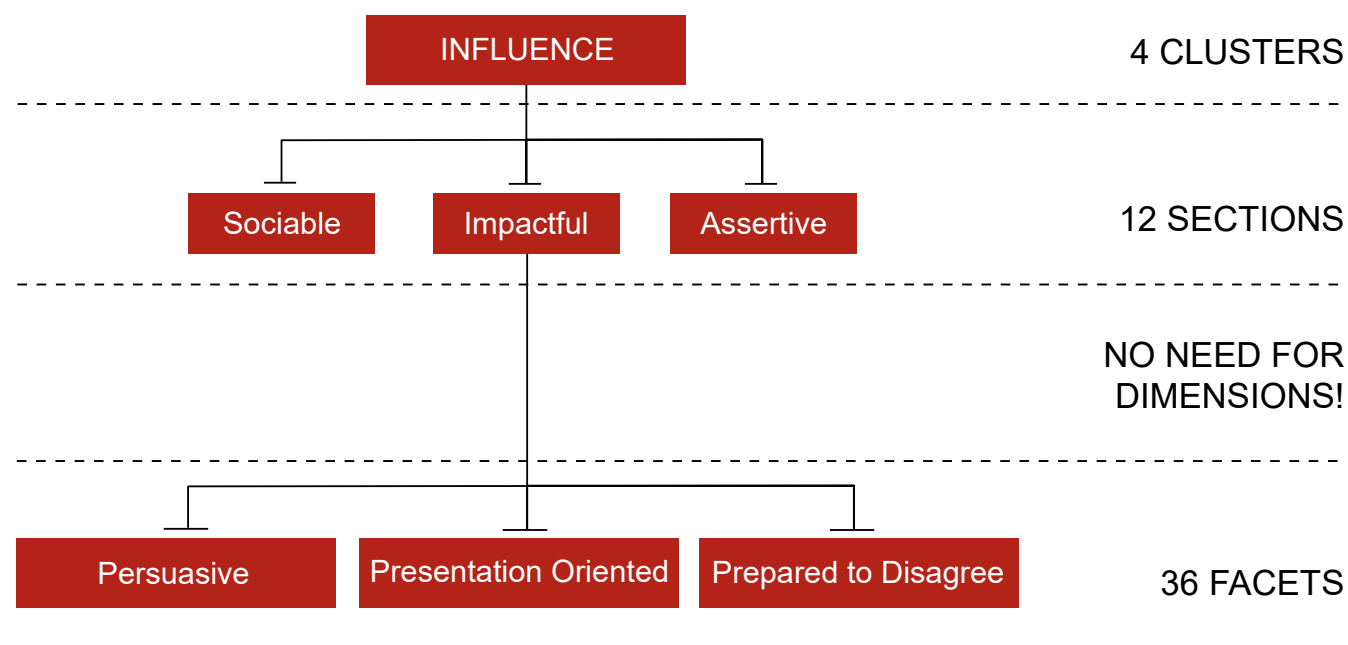 INFLUENCE
4 CLUSTERS
Sociable
Impactful
Assertive
12 SECTIONS
NO NEED FOR
DIMENSIONS!
Persuasive
Presentation Oriented
Prepared to Disagree
36 FACETS